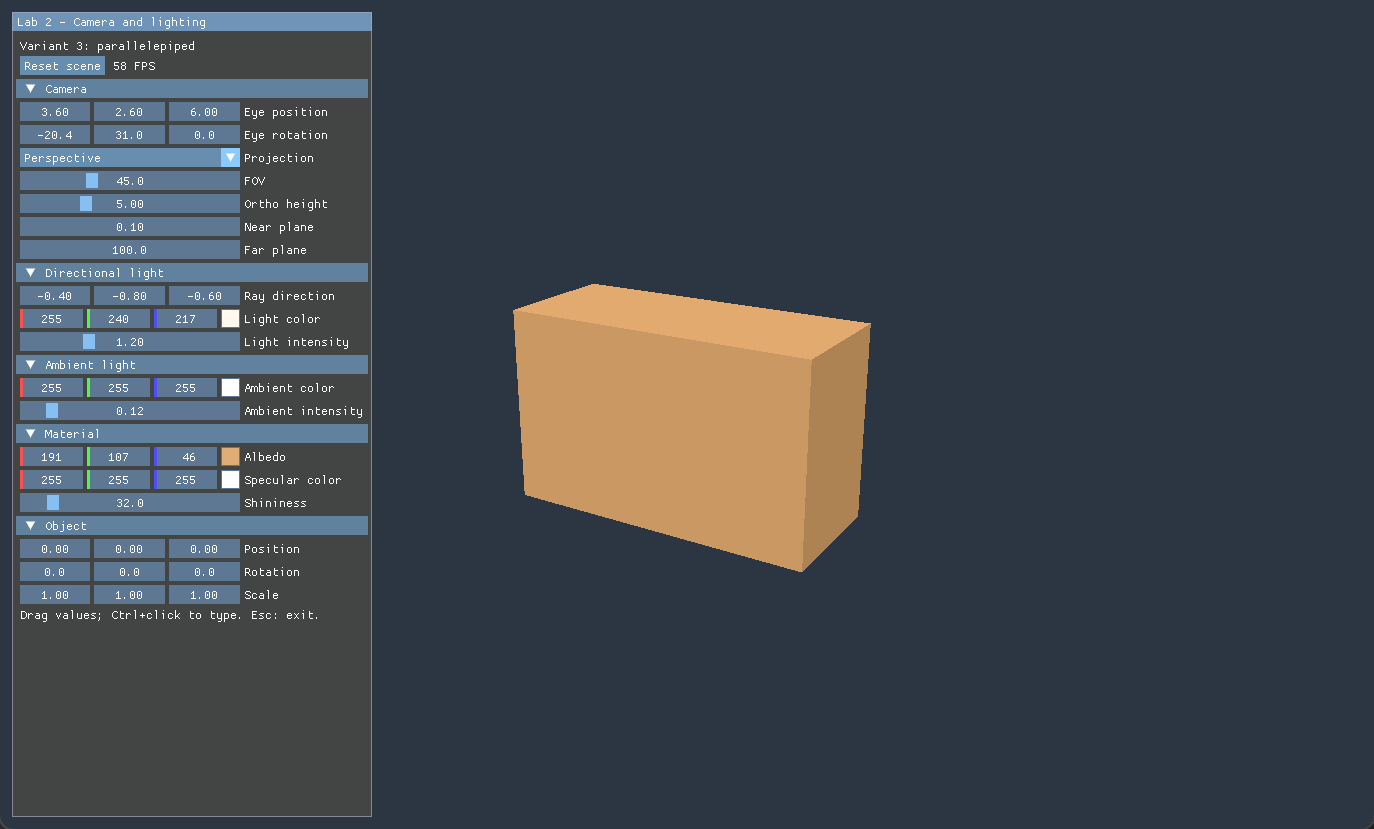 Lab 2 - Camera and lighting
Variant 3: parallelepiped
Reset scene 58 FPS
Camera
3.60 2.60 6.00 Eye position
-20.4 31.0 0.0 Eye rotation
Perspective Projection
45.0 FOV
5.00 Ortho height
0.10 Near plane
100.0 Far plane
Directional light
-0.40 -0.80 -0.60 Ray direction
255 240 217 Light color
1.20 Light intensity
Ambient light
255 255 255 Ambient color
0.12 Ambient intensity
Material
191 107 46 Albedo
255 255 255 Specular color
32.0 Shininess
Object
0.00 0.00 0.00 Position
0.0 0.0 0.0 Rotation
1.00 1.00 1.00 Scale
Drag values; Ctrl+click to type. Esc: exit.